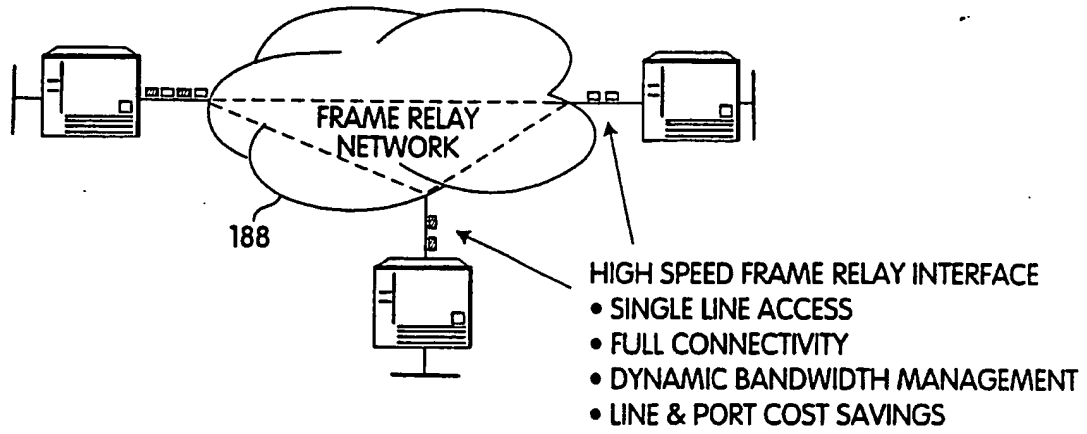 FRAME RELAY
NETWORK
188
HIGH SPEED FRAME RELAY INTERFACE
• SINGLE LINE ACCESS
• FULL CONNECTIVITY
• DYNAMIC BANDWIDTH MANAGEMENT
• LINE & PORT COST SAVINGS